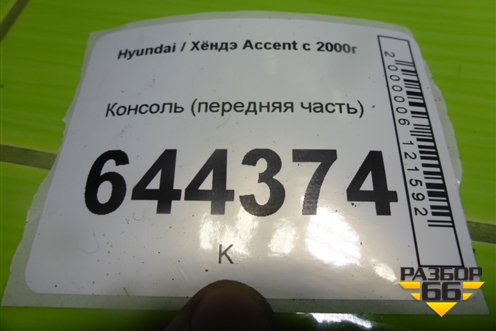 Hyundai / Хёндэ Accent с 2000г
Консоль (передняя часть)
644374
К
2000006121592
РАЗБОР
66